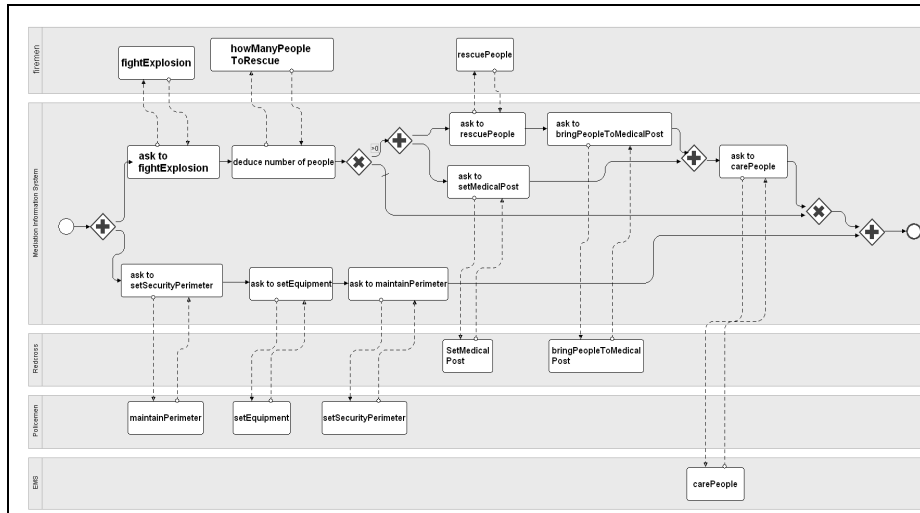 firemen
fightExplosion
howManyPeople
ToRescue
rescuePeople
Mediation Information System
ask to
fightExplosion
deduce number of people
>0
ask to
rescuePeople
ask to
bringPeopleToMedicalPost
ask to
setMedicalPost
ask to
carePeople
ask to
setSecurityPerimeter
ask to setEquipment
ask to maintainPerimeter
Redcross
SetMedical
Post
bringPeopleToMedical
Post
Policemen
maintainPerimeter
setEquipment
setSecurityPerimeter
EMS
carePeople